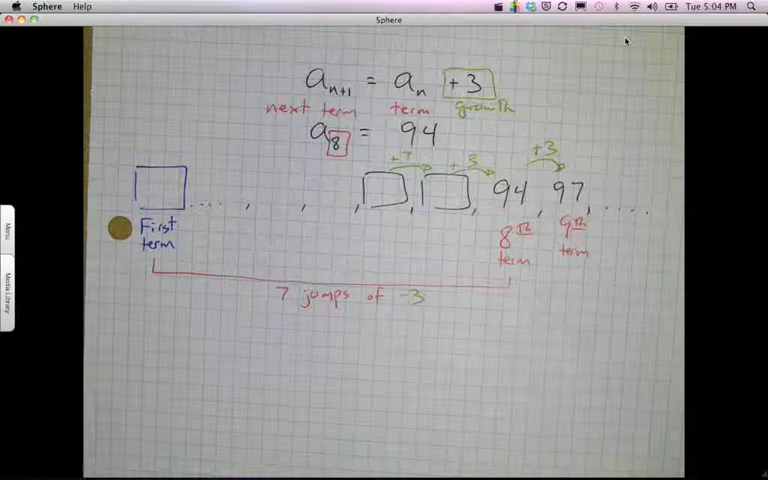 Sphere Help Tue 5:04 PM
Sphere
aₙ₊₁ = aₙ +3
next term term growth
a₈ = 94
+3 +3 +3
.... , , , , , 94, 97, ....
First term
8th term
9th term
7 jumps of -3
Menu
Media Library